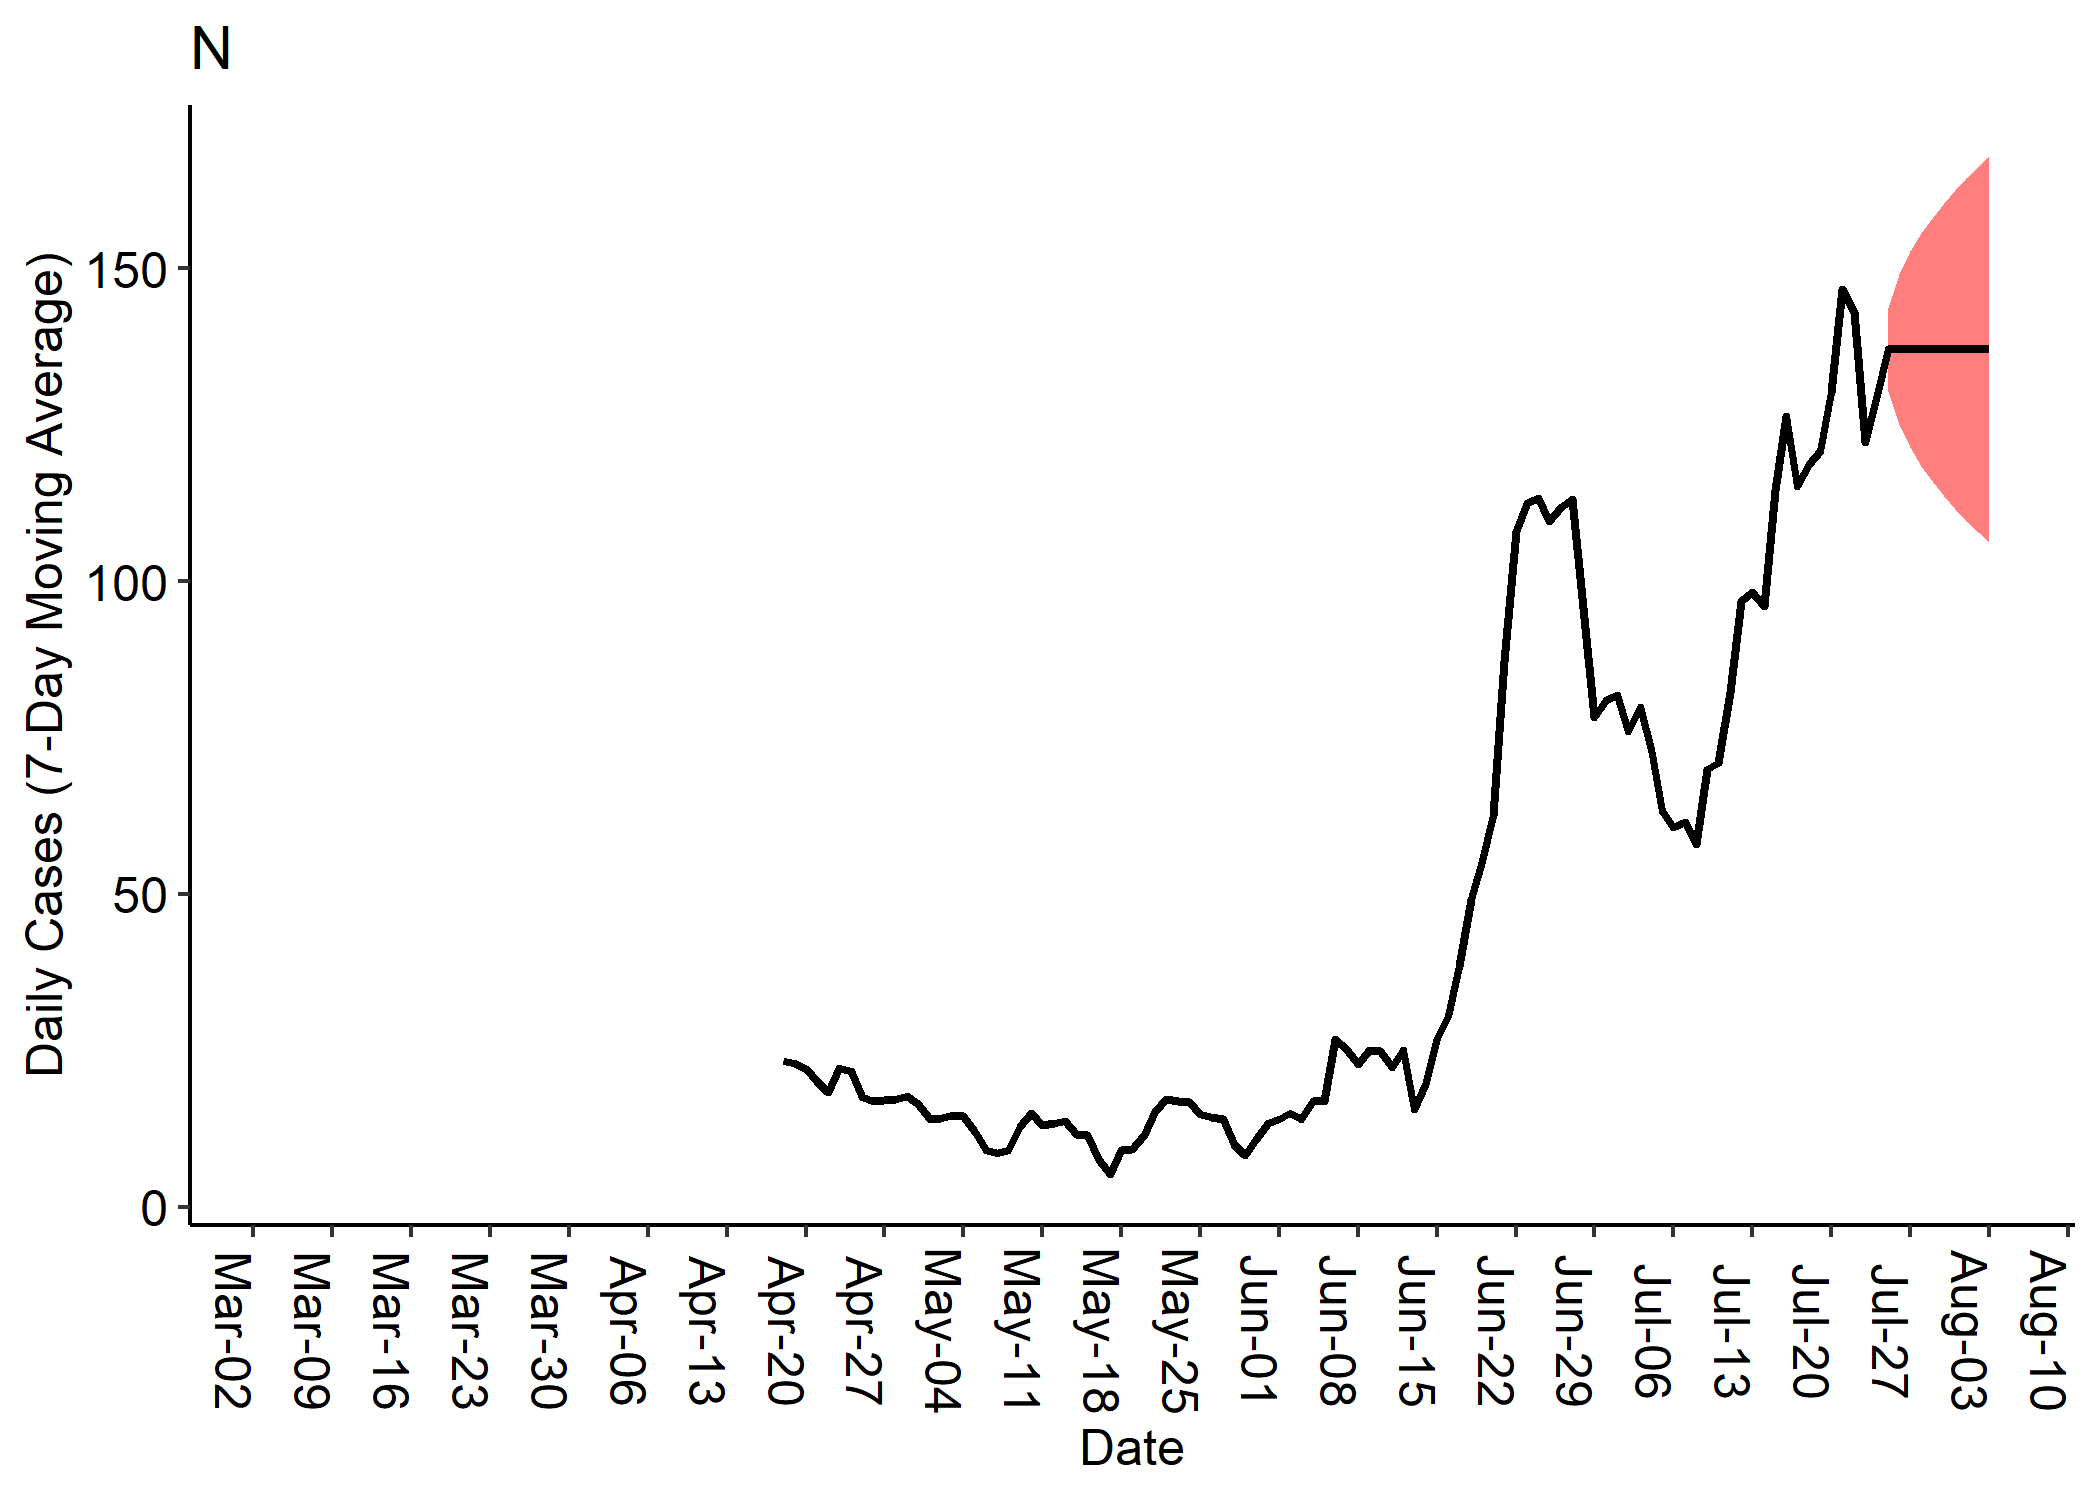 N
Daily Cases (7-Day Moving Average)
150
100
50
0
Mar-02
Mar-09
Mar-16
Mar-23
Mar-30
Apr-06
Apr-13
Apr-20
Apr-27
May-04
May-11
May-18
May-25
Jun-01
Jun-08
Jun-15
Jun-22
Jun-29
Jul-06
Jul-13
Jul-20
Jul-27
Aug-03
Aug-10
Date